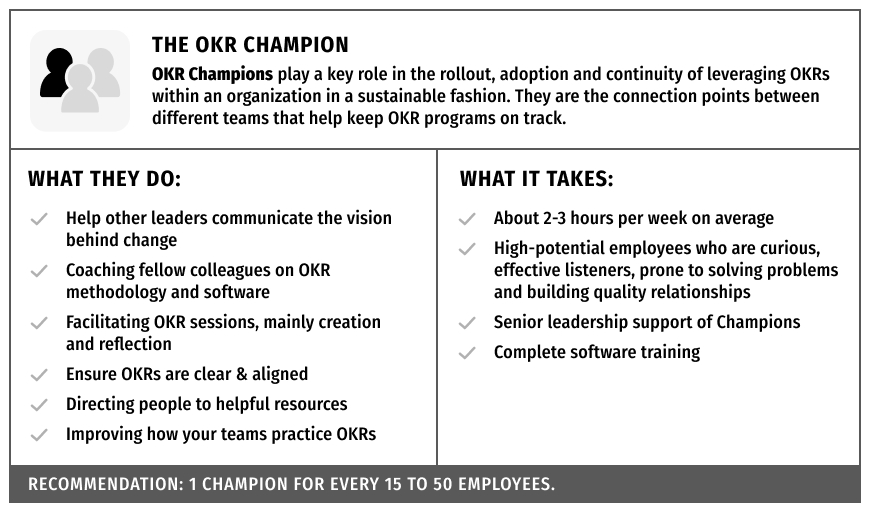 THE OKR CHAMPION
OKR Champions play a key role in the rollout, adoption and continuity of leveraging OKRs
within an organization in a sustainable fashion. They are the connection points between
different teams that help keep OKR programs on track.
WHAT THEY DO:
Help other leaders communicate the vision
behind change
Coaching fellow colleagues on OKR
methodology and software
Facilitating OKR sessions, mainly creation
and reflection
Ensure OKRs are clear & aligned
Directing people to helpful resources
Improving how your teams practice OKRs
WHAT IT TAKES:
About 2-3 hours per week on average
High-potential employees who are curious,
effective listeners, prone to solving problems
and building quality relationships
Senior leadership support of Champions
Complete software training
RECOMMENDATION: 1 CHAMPION FOR EVERY 15 TO 50 EMPLOYEES.